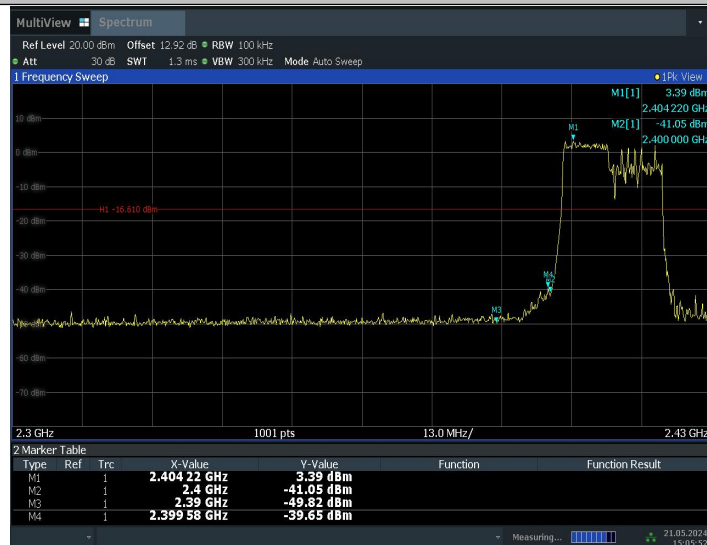 MultiView Spectrum
Ref Level 20.00 dBm Offset 12.92 dB RBW 100 kHz
Att 30 dB SWT 1.3 ms VBW 300 kHz Mode Auto Sweep
1 Frequency Sweep 1Pk View
M1[1] 3.39 dBm
2.404 220 GHz
M2[1] -41.05 dBm
2.400 000 GHz
10 dBm
M1
0 dBm
-10 dBm
H1 -16.610 dBm
-20 dBm
-30 dBm
M4
-40 dBm
M3
-60 dBm
-70 dBm
2.3 GHz 1001 pts 13.0 MHz/ 2.43 GHz
2 Marker Table
Type Ref Trc X-Value Y-Value Function Function Result
M1 1 2.404 22 GHz 3.39 dBm
M2 1 2.4 GHz -41.05 dBm
M3 1 2.39 GHz -49.82 dBm
M4 1 2.399 58 GHz -39.65 dBm
Measuring... 21.05.2024
15:05:52